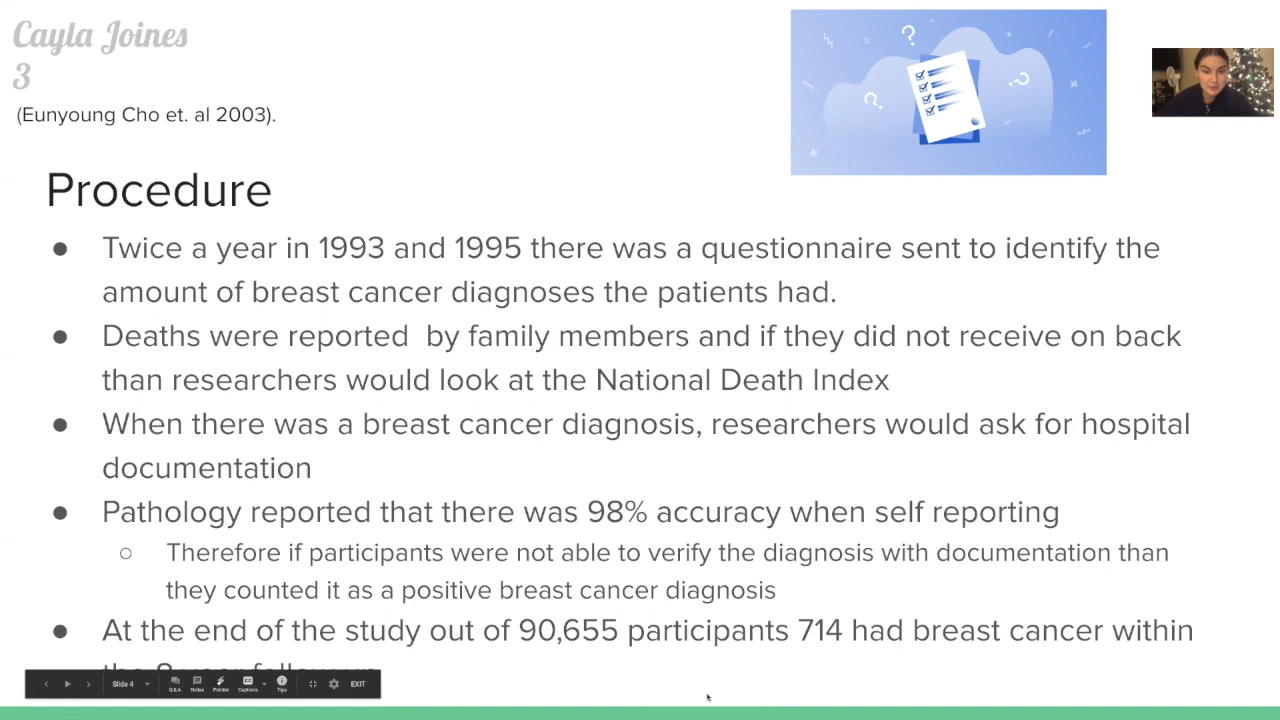 Cayla Joines
3
(Eunyoung Cho et. al 2003).
Procedure
● Twice a year in 1993 and 1995 there was a questionnaire sent to identify the
amount of breast cancer diagnoses the patients had.
● Deaths were reported  by family members and if they did not receive on back
than researchers would look at the National Death Index
● When there was a breast cancer diagnosis, researchers would ask for hospital
documentation
● Pathology reported that there was 98% accuracy when self reporting
○ Therefore if participants were not able to verify the diagnosis with documentation than
they counted it as a positive breast cancer diagnosis
● At the end of the study out of 90,655 participants 714 had breast cancer within
Slide 4
Q&A Notes Pointer Captions Tips EXIT